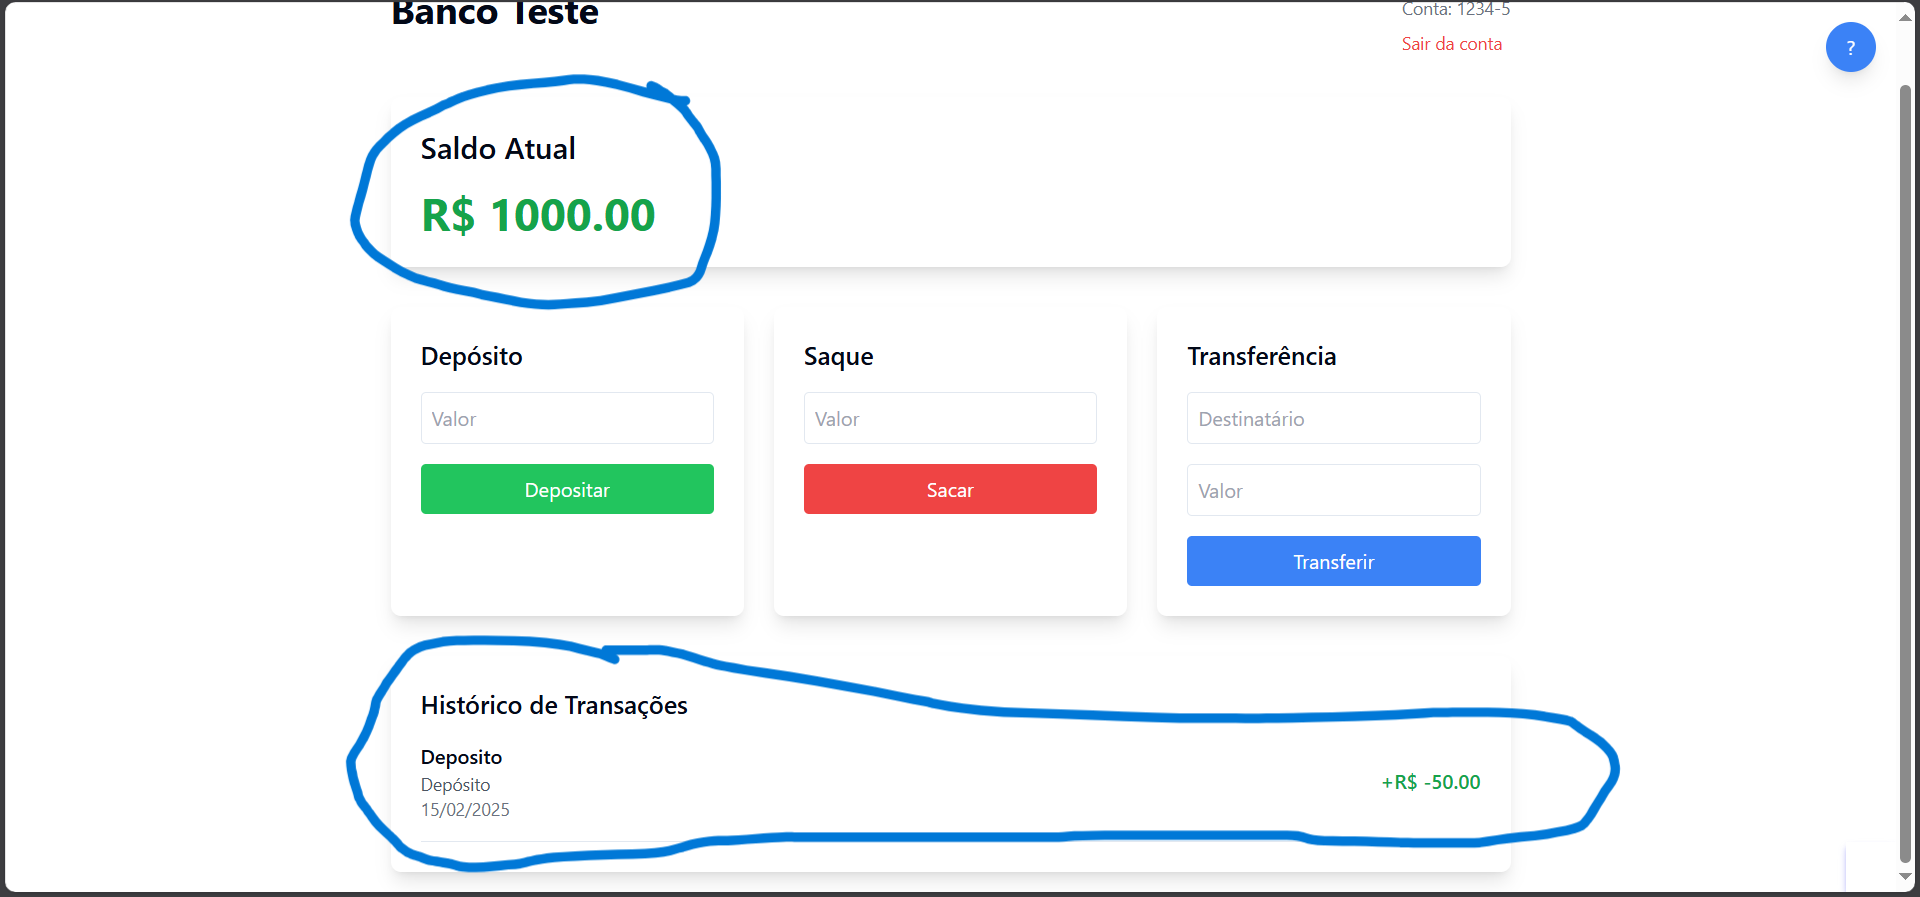 Banco Teste
Conta: 1234-5
Sair da conta
?
Saldo Atual
R$ 1000.00
Depósito
Valor
Depositar
Saque
Valor
Sacar
Transferência
Destinatário
Valor
Transferir
Histórico de Transações
Deposito
Depósito
15/02/2025
+R$ -50.00